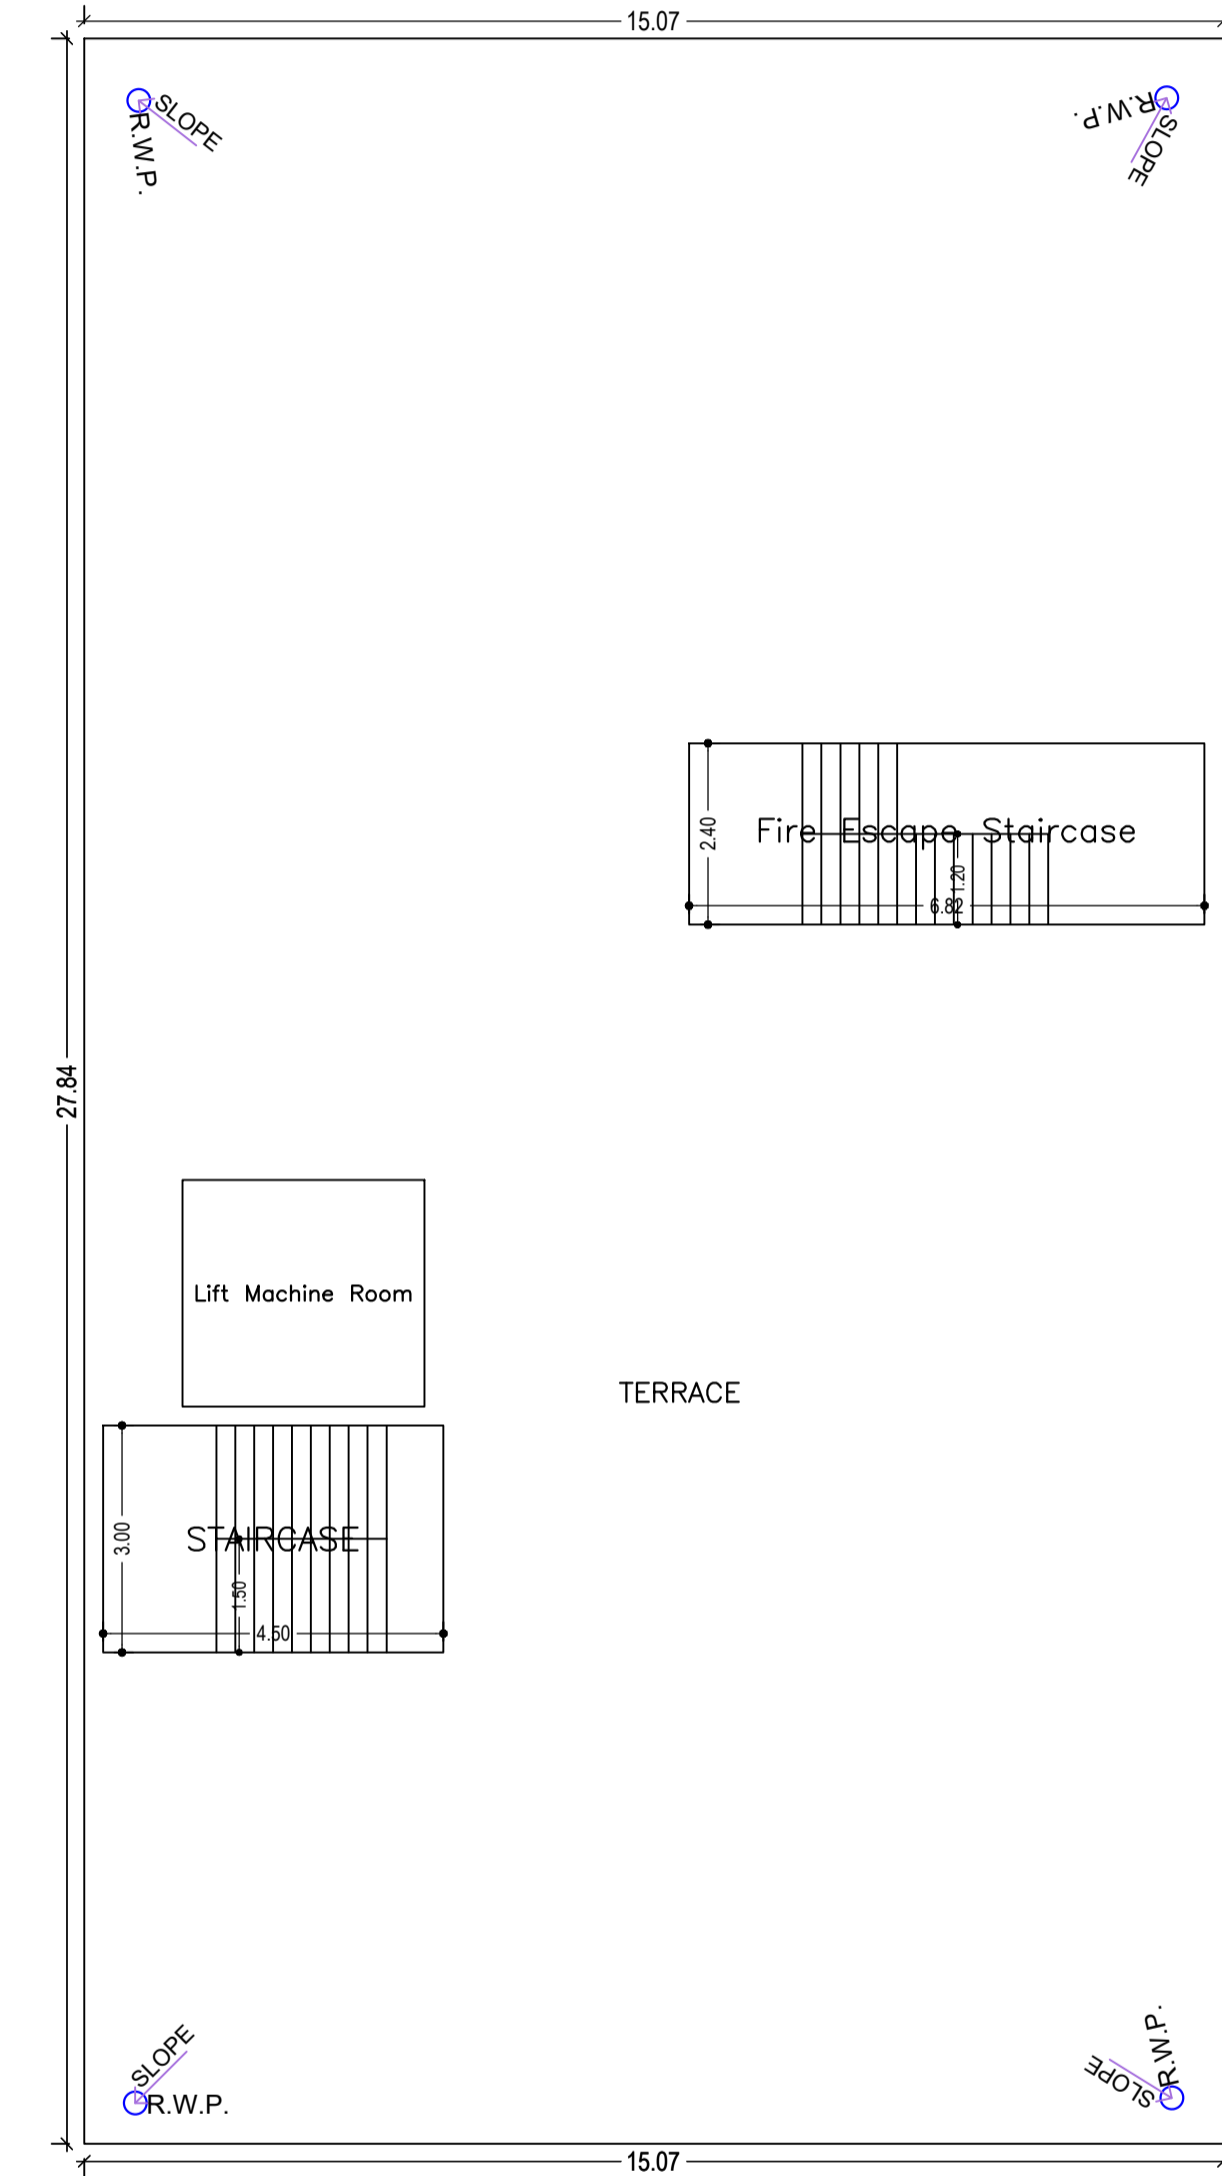 15.07
SLOPE
R.W.P.
R.W.P.
SLOPE
2.40
Fire Escape Staircase
1.20
6.82
27.84
Lift Machine Room
TERRACE
3.00
STAIRCASE
1.50
4.50
SLOPE
R.W.P.
R.W.P.
SLOPE
15.07